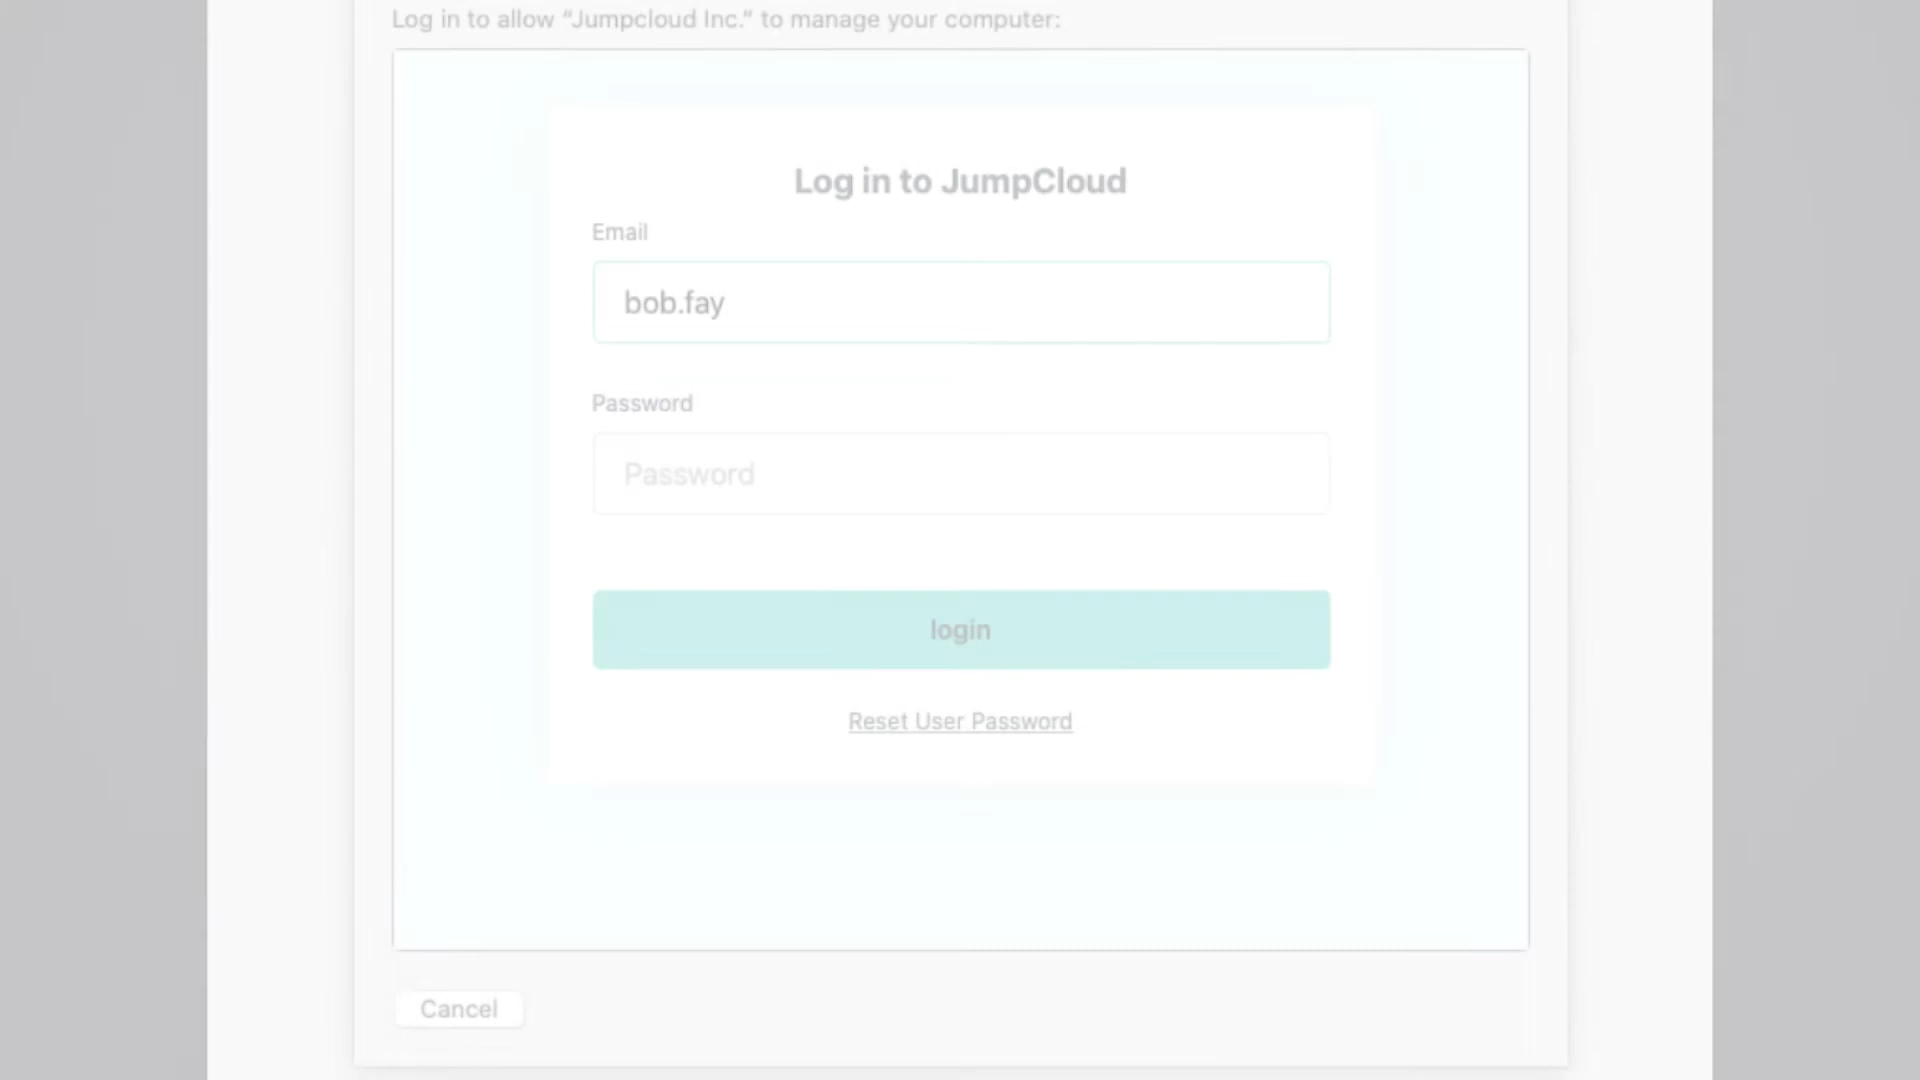 Log in to allow “Jumpcloud Inc.” to manage your computer:
Log in to JumpCloud
Email
bob.fay
Password
Password
login
Reset User Password
Cancel